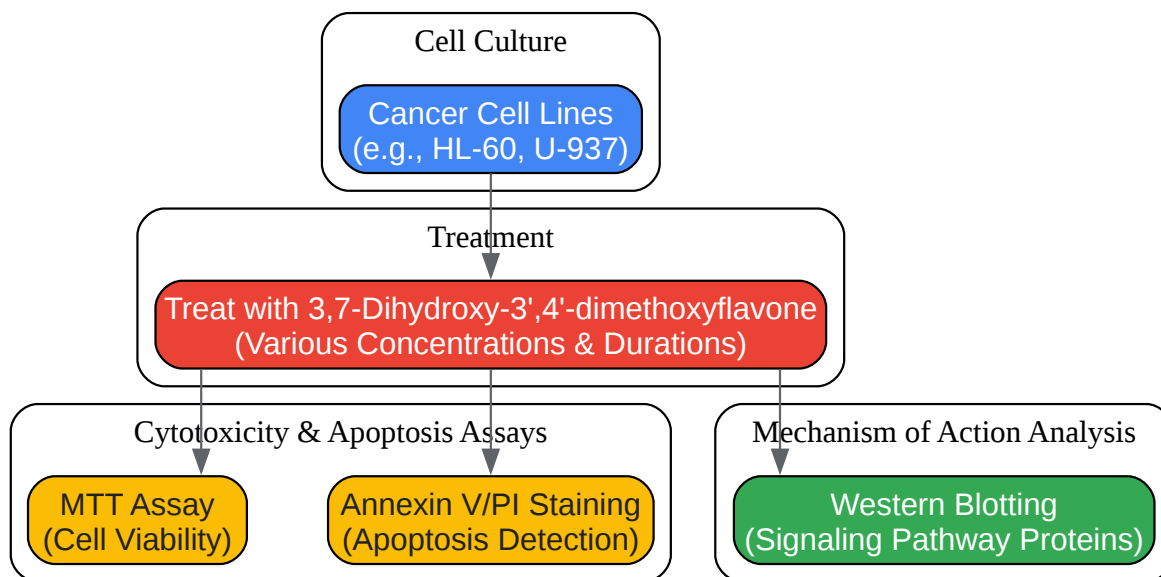 Cell Culture
Cancer Cell Lines
(e.g., HL-60, U-937)
Treatment
Treat with 3,7-Dihydroxy-3',4'-dimethoxyflavone
(Various Concentrations & Durations)
Cytotoxicity & Apoptosis Assays
MTT Assay
(Cell Viability)
Annexin V/PI Staining
(Apoptosis Detection)
Mechanism of Action Analysis
Western Blotting
(Signaling Pathway Proteins)